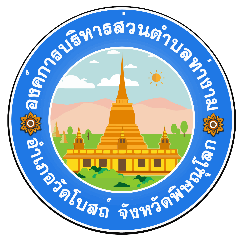 องค์การบริหารส่วนตำบลท่างาม
อำเภอวัดโบสถ์ จังหวัดพิษณุโลก